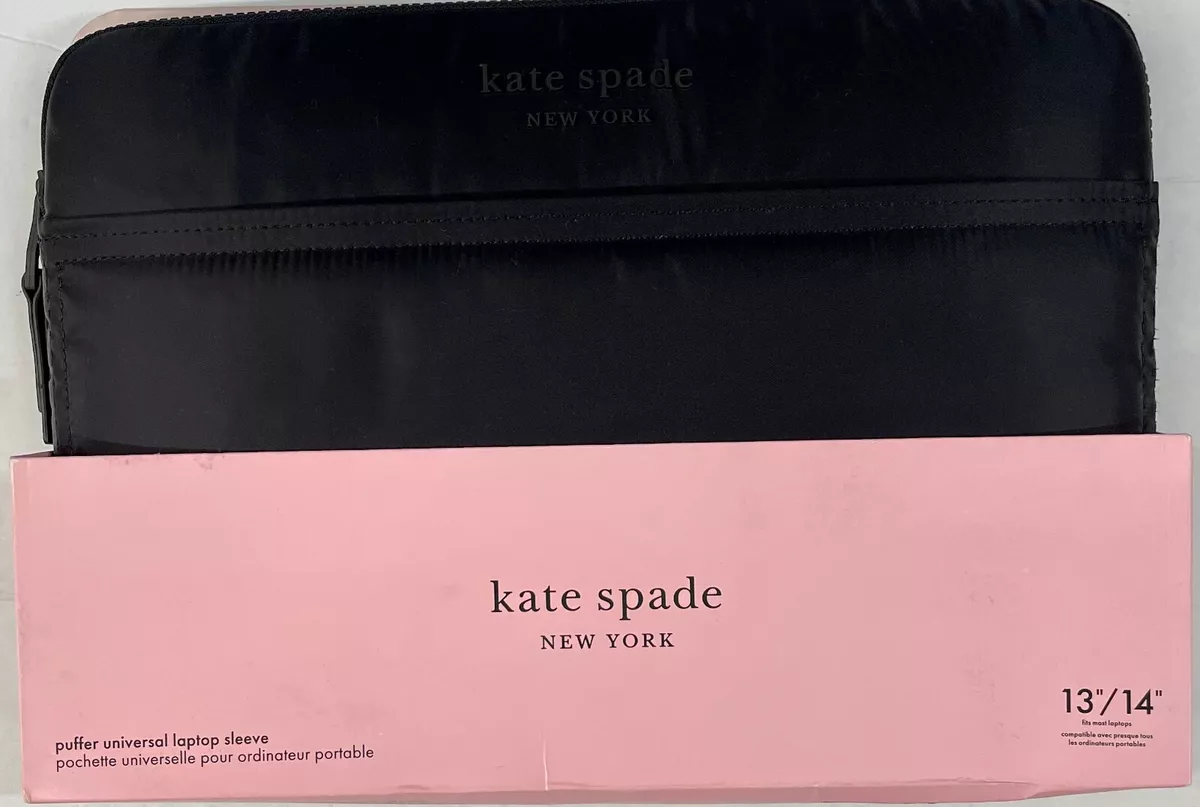 kate spade
NEW YORK
kate spade
NEW YORK
puffer universal laptop sleeve
pochette universelle pour ordinateur portable
13"/14"
fits most laptops
compatible avec presque tous
les ordinateurs portables